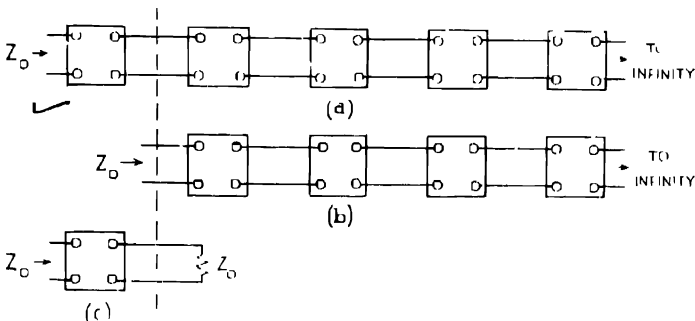 Z₀ →
TO
INFINITY
(a)
Z₀ →
TO
INFINITY
(b)
Z₀ →
Z₀
(c)